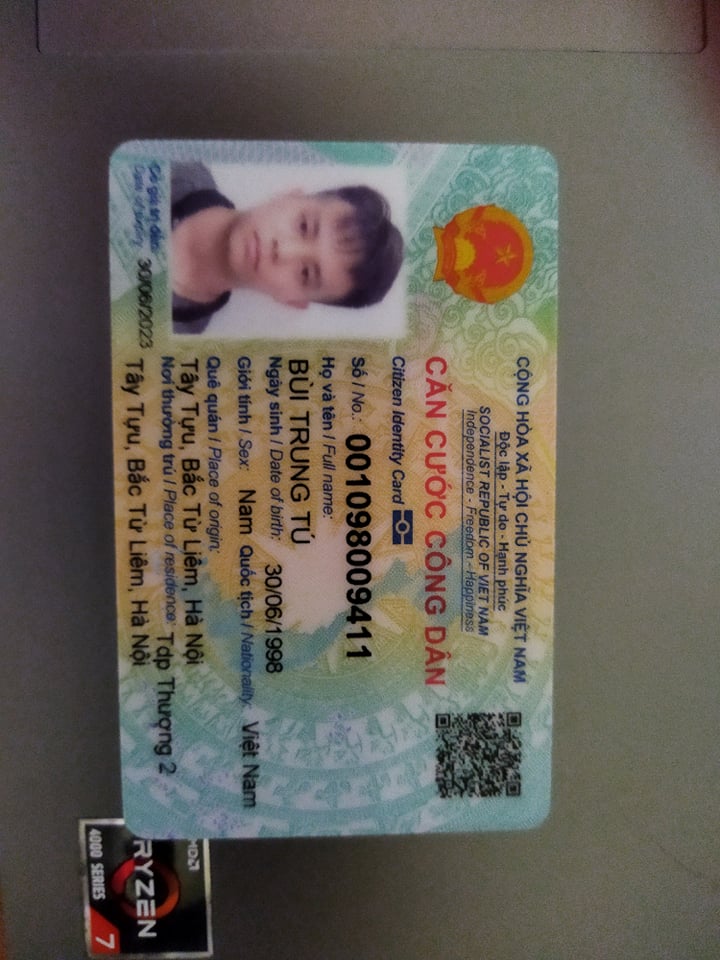 CỘNG HÒA XÃ HỘI CHỦ NGHĨA VIỆT NAM
Độc lập - Tự do - Hạnh phúc
SOCIALIST REPUBLIC OF VIET NAM
Independence - Freedom - Happiness
CĂN CƯỚC CÔNG DÂN
Citizen Identity Card
Số / No.: 001098009411
Họ và tên / Full name:
BÙI TRUNG TÚ
Ngày sinh / Date of birth: 30/06/1998
Giới tính / Sex: Nam Quốc tịch / Nationality: Việt Nam
Quê quán / Place of origin:
Tây Tựu, Bắc Từ Liêm, Hà Nội
Nơi thường trú / Place of residence: Tdp Thượng 2
Tây Tựu, Bắc Từ Liêm, Hà Nội
Có giá trị đến: 30/06/2023
Date of expiry
AMD
RYZEN
7
4000 SERIES